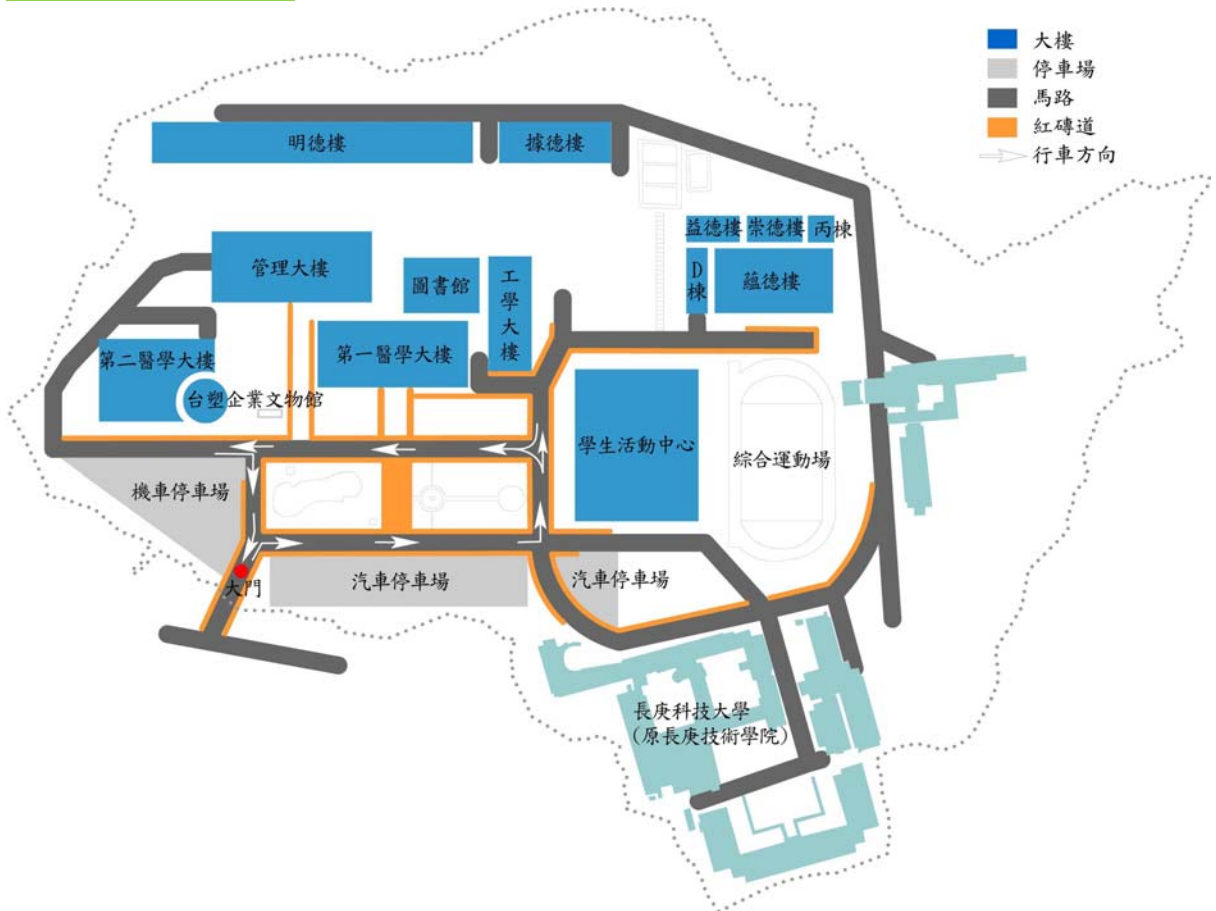 大樓
停車場
馬路
紅磚道
行車方向
明德樓
據德樓
益德樓
崇德樓
丙棟
管理大樓
圖書館
工學大樓
D棟
蘊德樓
第二醫學大樓
第一醫學大樓
台塑企業文物館
學生活動中心
綜合運動場
機車停車場
大門
汽車停車場
汽車停車場
長庚科技大學
(原長庚技術學院)